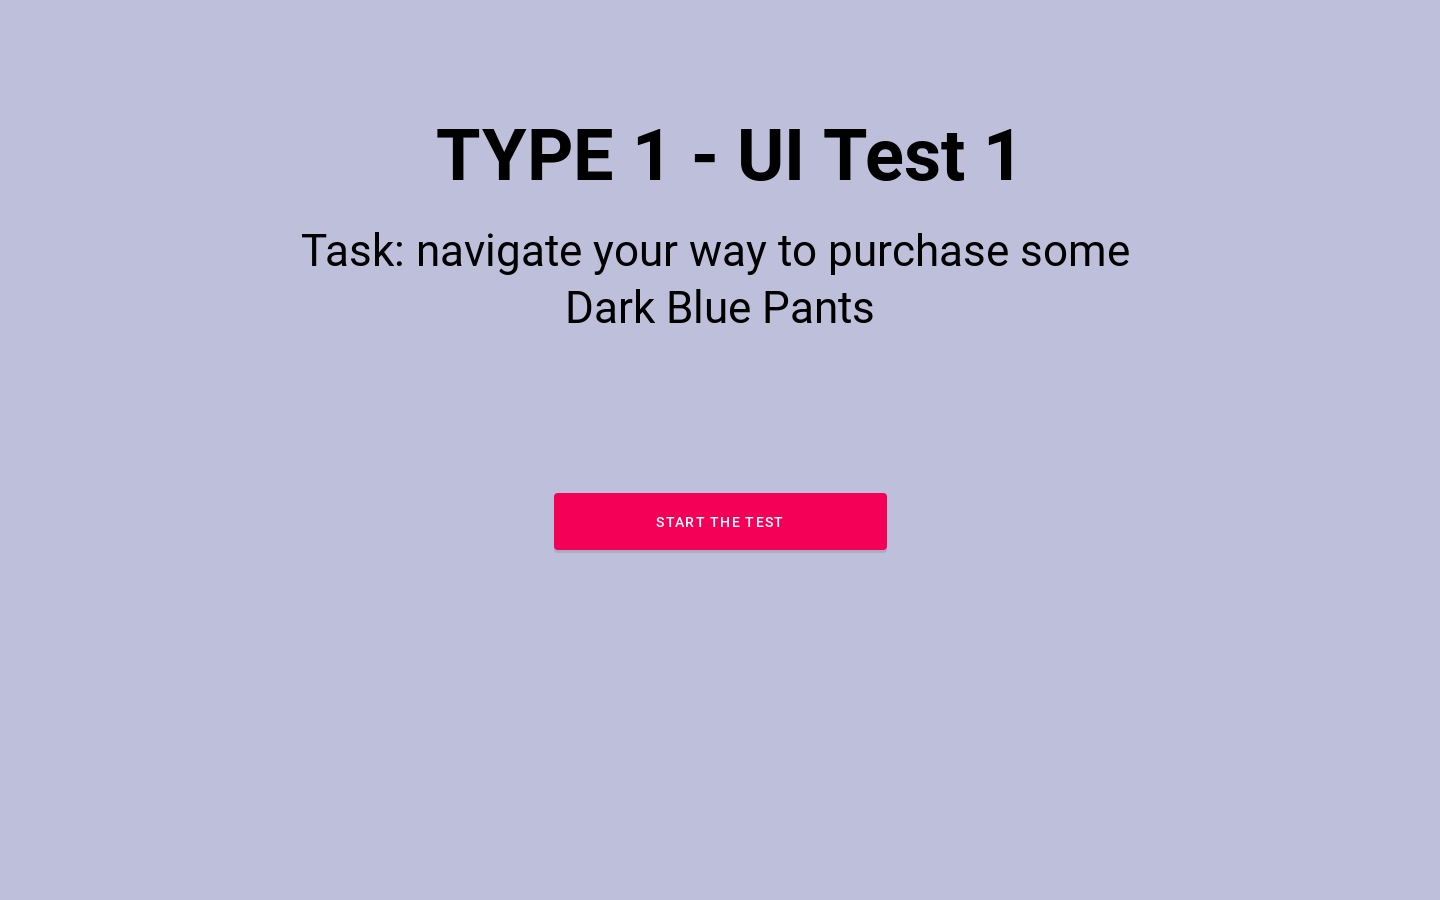 TYPE 1 - UI Test 1
Task: navigate your way to purchase some
Dark Blue Pants
START THE TEST